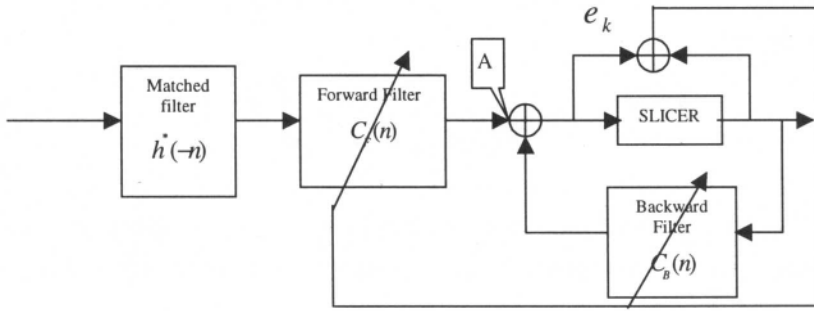 e_k
A
Matched
filter
h*(-n)
Forward Filter
C_F(n)
SLICER
Backward
Filter
C_B(n)